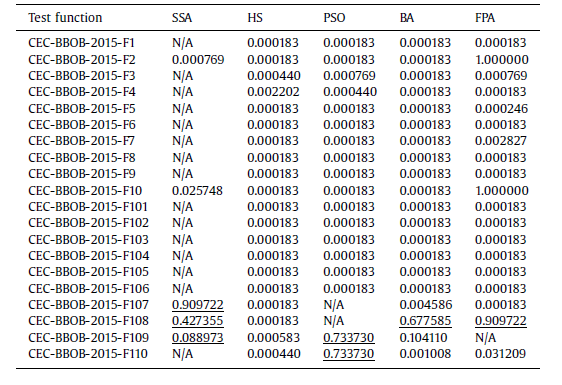 Test function SSA HS PSO BA FPA
CEC-BBOB-2015-F1 N/A 0.000183 0.000183 0.000183 0.000183
CEC-BBOB-2015-F2 0.000769 0.000183 0.000183 0.000183 1.000000
CEC-BBOB-2015-F3 N/A 0.000440 0.000769 0.000183 0.000769
CEC-BBOB-2015-F4 N/A 0.002202 0.000440 0.000183 0.000183
CEC-BBOB-2015-F5 N/A 0.000183 0.000183 0.000183 0.000246
CEC-BBOB-2015-F6 N/A 0.000183 0.000183 0.000183 0.000183
CEC-BBOB-2015-F7 N/A 0.000183 0.000183 0.000183 0.002827
CEC-BBOB-2015-F8 N/A 0.000183 0.000183 0.000183 0.000183
CEC-BBOB-2015-F9 N/A 0.000183 0.000183 0.000183 0.000183
CEC-BBOB-2015-F10 0.025748 0.000183 0.000183 0.000183 1.000000
CEC-BBOB-2015-F101 N/A 0.000183 0.000183 0.000183 0.000183
CEC-BBOB-2015-F102 N/A 0.000183 0.000183 0.000183 0.000183
CEC-BBOB-2015-F103 N/A 0.000183 0.000183 0.000183 0.000183
CEC-BBOB-2015-F104 N/A 0.000183 0.000183 0.000183 0.000183
CEC-BBOB-2015-F105 N/A 0.000183 0.000183 0.000183 0.000183
CEC-BBOB-2015-F106 N/A 0.000183 0.000183 0.000183 0.000183
CEC-BBOB-2015-F107 0.909722 0.000183 N/A 0.004586 0.000183
CEC-BBOB-2015-F108 0.427355 0.000183 N/A 0.677585 0.909722
CEC-BBOB-2015-F109 0.088973 0.000583 0.733730 0.104110 N/A
CEC-BBOB-2015-F110 N/A 0.000440 0.733730 0.001008 0.031209